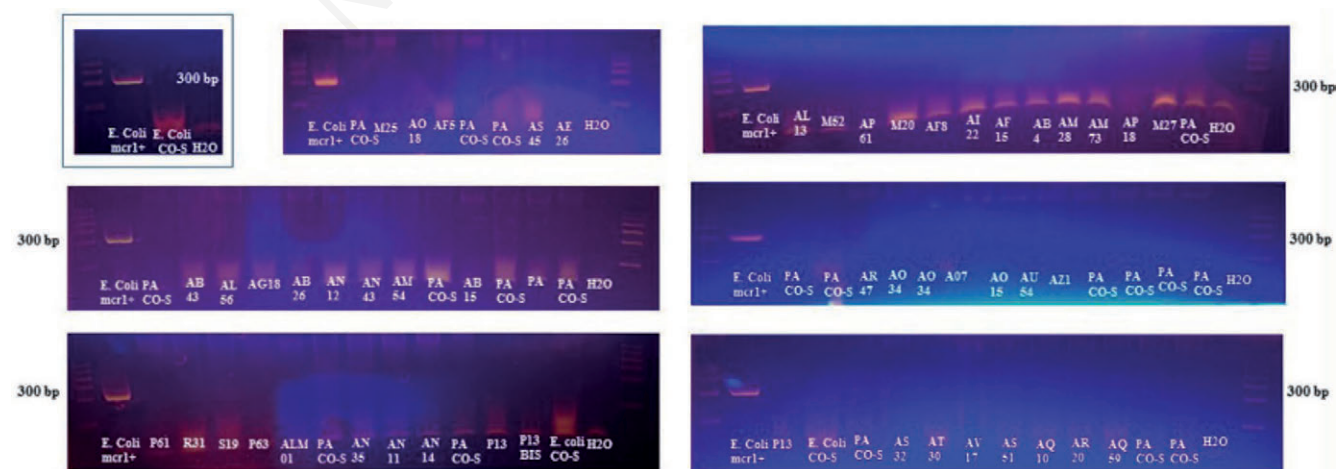 300 bp
E. Coli
mcr1+
E. Coli
CO-S
H2O
E. Coli
mcr1+
PA
CO-S
M25
AO
18
AF5
PA
CO-S
PA
CO-S
AS
45
AE
26
H2O
300 bp
E. Coli
mcr1+
AL
13
M62
AP
61
M20
AF8
AI
22
AF
15
AB
4
AM
28
AM
73
AP
18
M27
PA
CO-S
H2O
300 bp
E. Coli
mcr1+
PA
CO-S
AB
43
AL
56
AG18
AB
26
AN
12
AN
43
AM
54
PA
CO-S
AB
15
PA
CO-S
PA
PA
CO-S
H2O
300 bp
E. Coli
mcr1+
PA
CO-S
PA
CO-S
AR
47
AO
34
AO
34
A07
AO
15
AU
54
AZ1
PA
CO-S
PA
CO-S
PA
CO-S
PA
CO-S
H2O
300 bp
E. Coli
mcr1+
P61
R31
S19
P63
ALM
01
PA
CO-S
AN
35
AN
11
AN
14
PA
CO-S
P13
P13
BIS
E. coli
CO-S
H2O
300 bp
E. Coli
mcr1+
P13
E. Coli
CO-S
PA
CO-S
AS
32
AT
30
AV
17
AS
51
AQ
10
AR
20
AQ
59
PA
CO-S
PA
CO-S
H2O